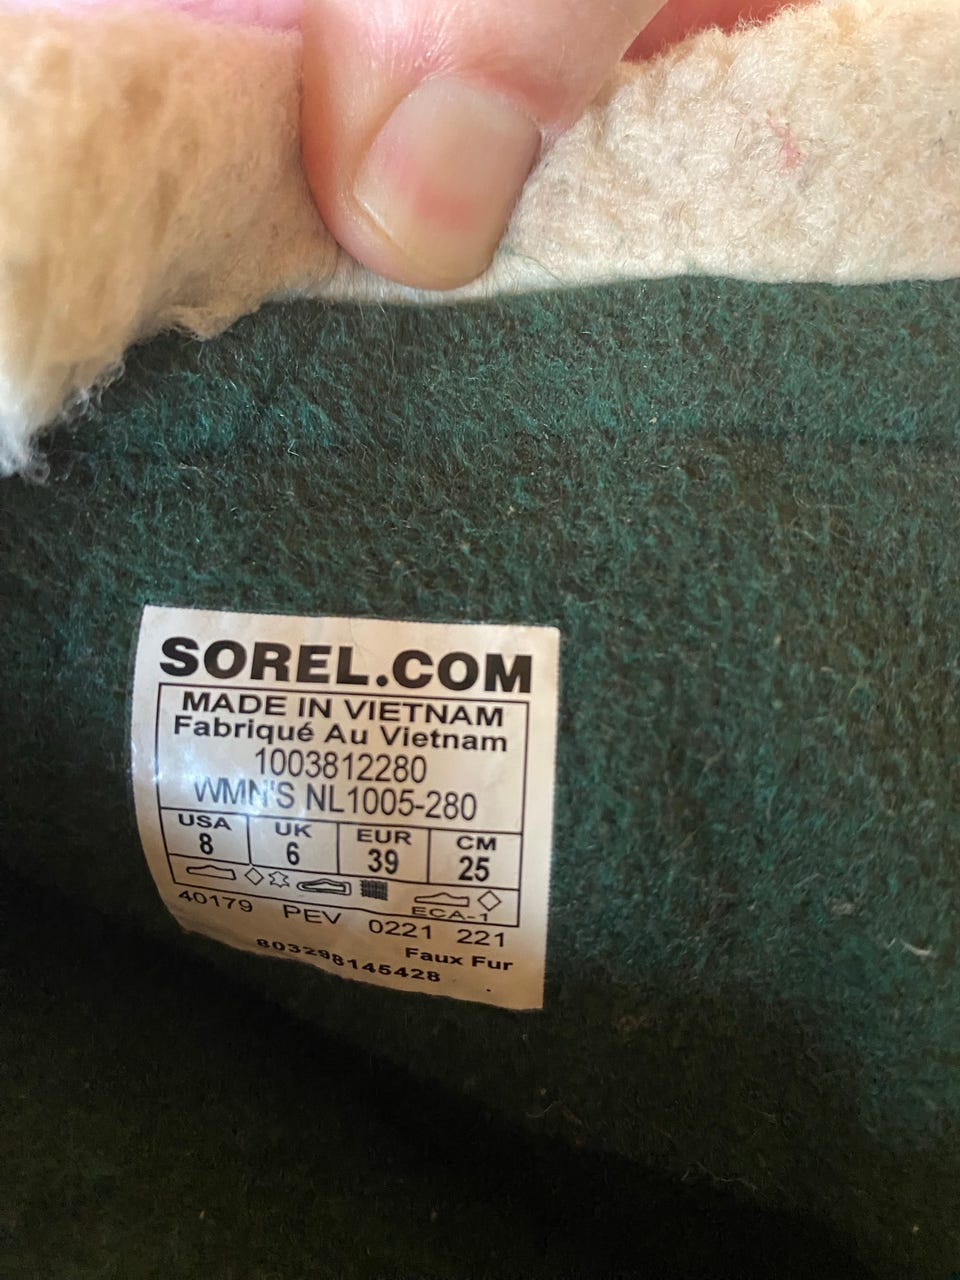 SOREL.COM
MADE IN VIETNAM
Fabriqué Au Vietnam
1003812280
WMN'S NL1005-280
USA UK EUR CM
8 6 39 25
ECA-1
40179 PEV 0221 221
Faux Fur
803298145428